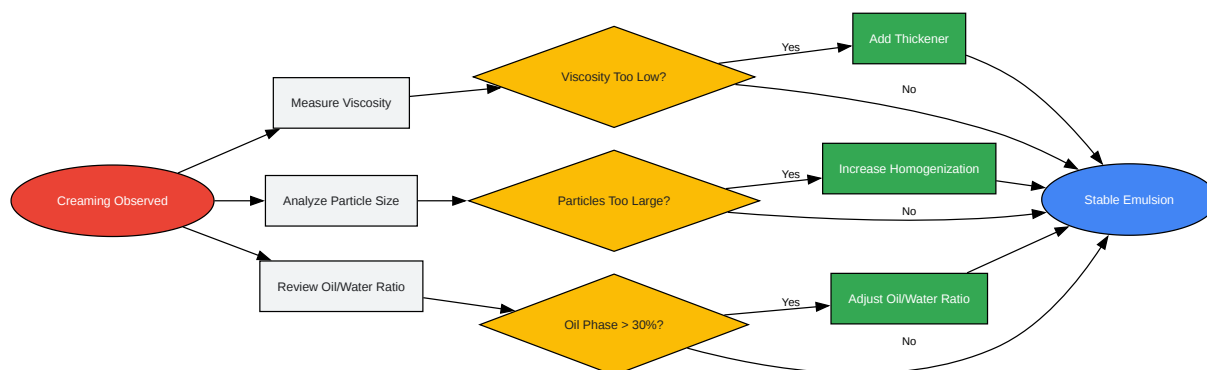 Creaming Observed
Measure Viscosity
Viscosity Too Low?
Yes
Add Thickener
No
Analyze Particle Size
Particles Too Large?
Yes
Increase Homogenization
No
Stable Emulsion
Review Oil/Water Ratio
Oil Phase > 30%?
Yes
Adjust Oil/Water Ratio
No